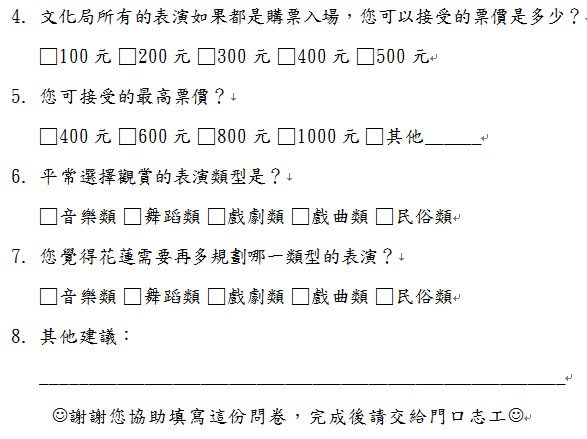 4. 文化局所有的表演如果都是購票入場，您可以接受的票價是多少？
□100 元 □200 元 □300 元 □400 元 □500 元↵
5. 您可接受的最高票價？↓
□400 元 □600 元 □800 元 □1000 元 □其他______↵
6. 平常選擇觀賞的表演類型是？↓
□音樂類 □舞蹈類 □戲劇類 □戲曲類 □民俗類↵
7. 您覺得花蓮需要再多規劃哪一類型的表演？↓
□音樂類 □舞蹈類 □戲劇類 □戲曲類 □民俗類↵
8. 其他建議：
________________________________________________________↵
☺謝謝您協助填寫這份問卷，完成後請交給門口志工☺↵